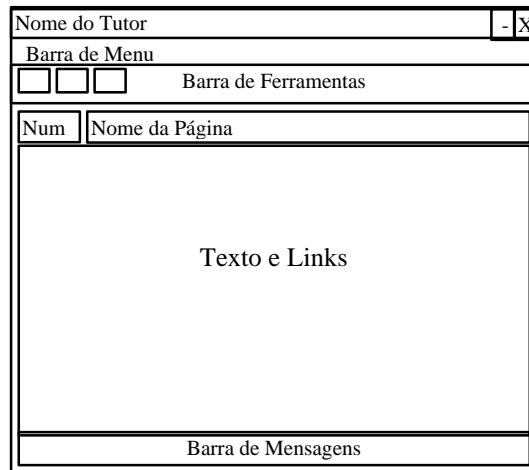 Nome do Tutor - X
Barra de Menu
Barra de Ferramentas
Num Nome da Página
Texto e Links
Barra de Mensagens